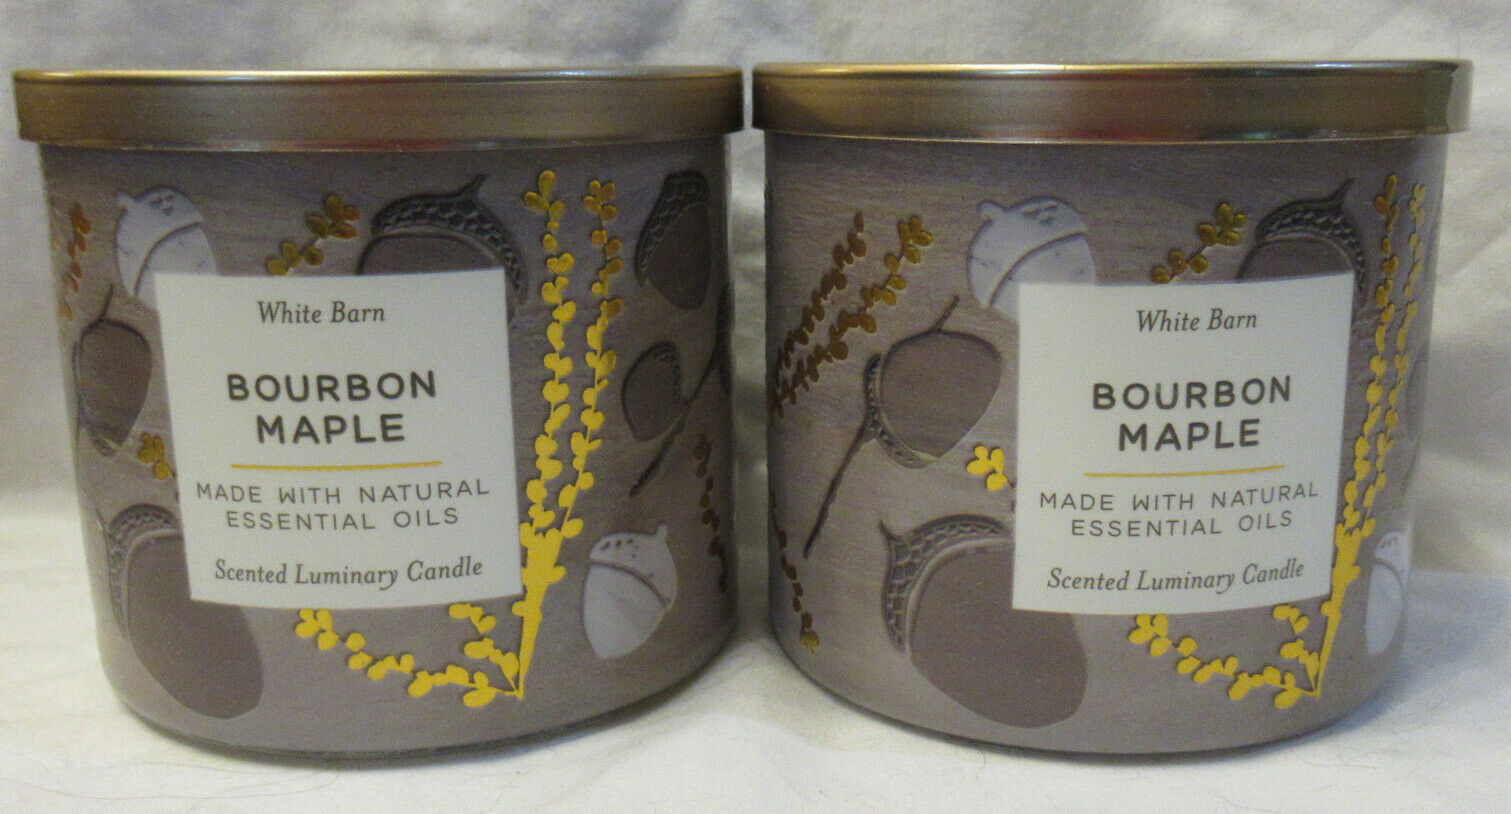 White Barn
BOURBON
MAPLE
MADE WITH NATURAL
ESSENTIAL OILS
Scented Luminary Candle
White Barn
BOURBON
MAPLE
MADE WITH NATURAL
ESSENTIAL OILS
Scented Luminary Candle